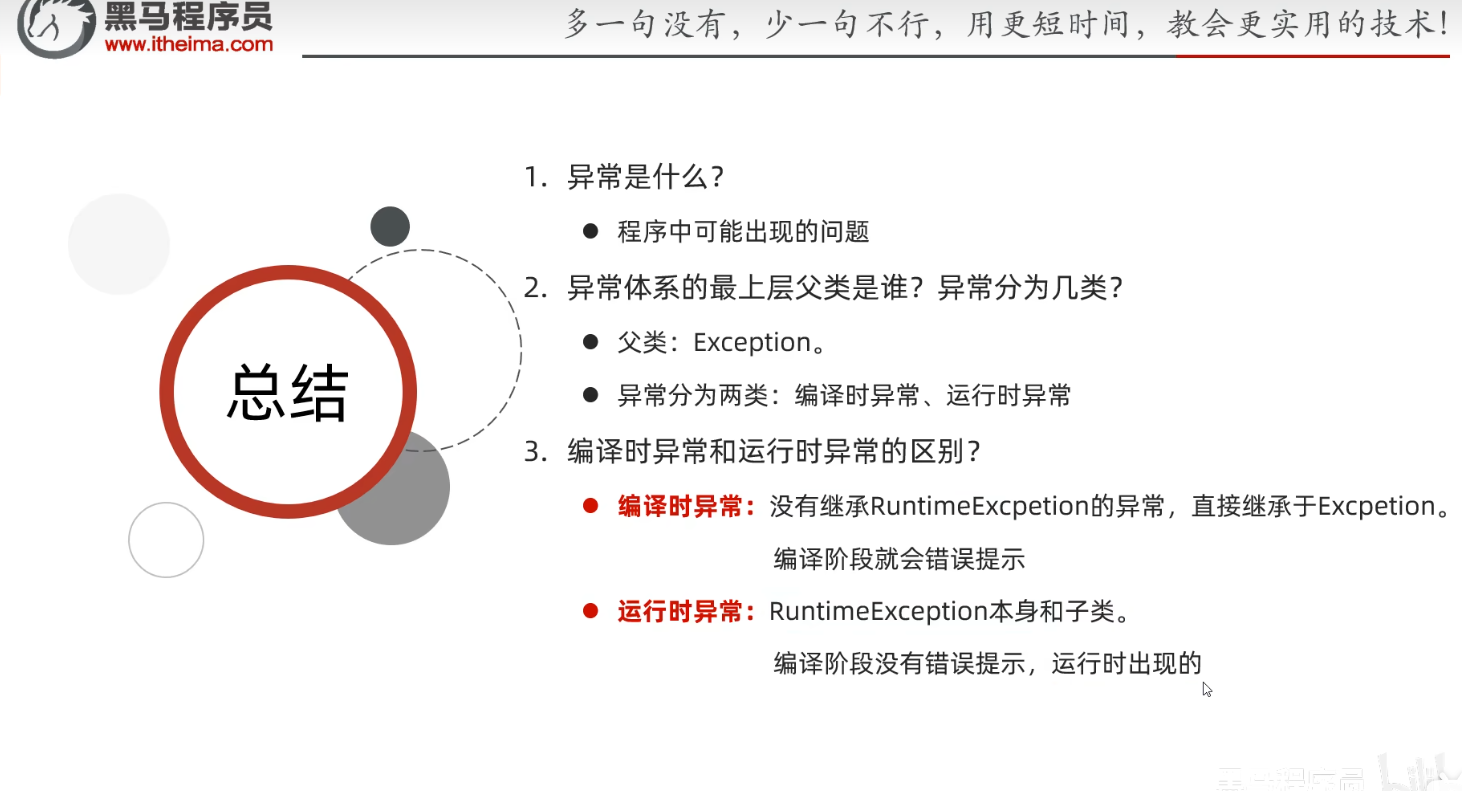 黑马程序员
www.itheima.com
多一句没有，少一句不行，用更短时间，教会更实用的技术！
总结
1. 异常是什么？
● 程序中可能出现的问题
2. 异常体系的最上层父类是谁？异常分为几类？
● 父类：Exception。
● 异常分为两类：编译时异常、运行时异常
3. 编译时异常和运行时异常的区别？
● 编译时异常：没有继承RuntimeExcpetion的异常，直接继承于Excpetion。
编译阶段就会错误提示
● 运行时异常：RuntimeException本身和子类。
编译阶段没有错误提示，运行时出现的
黑马程序员